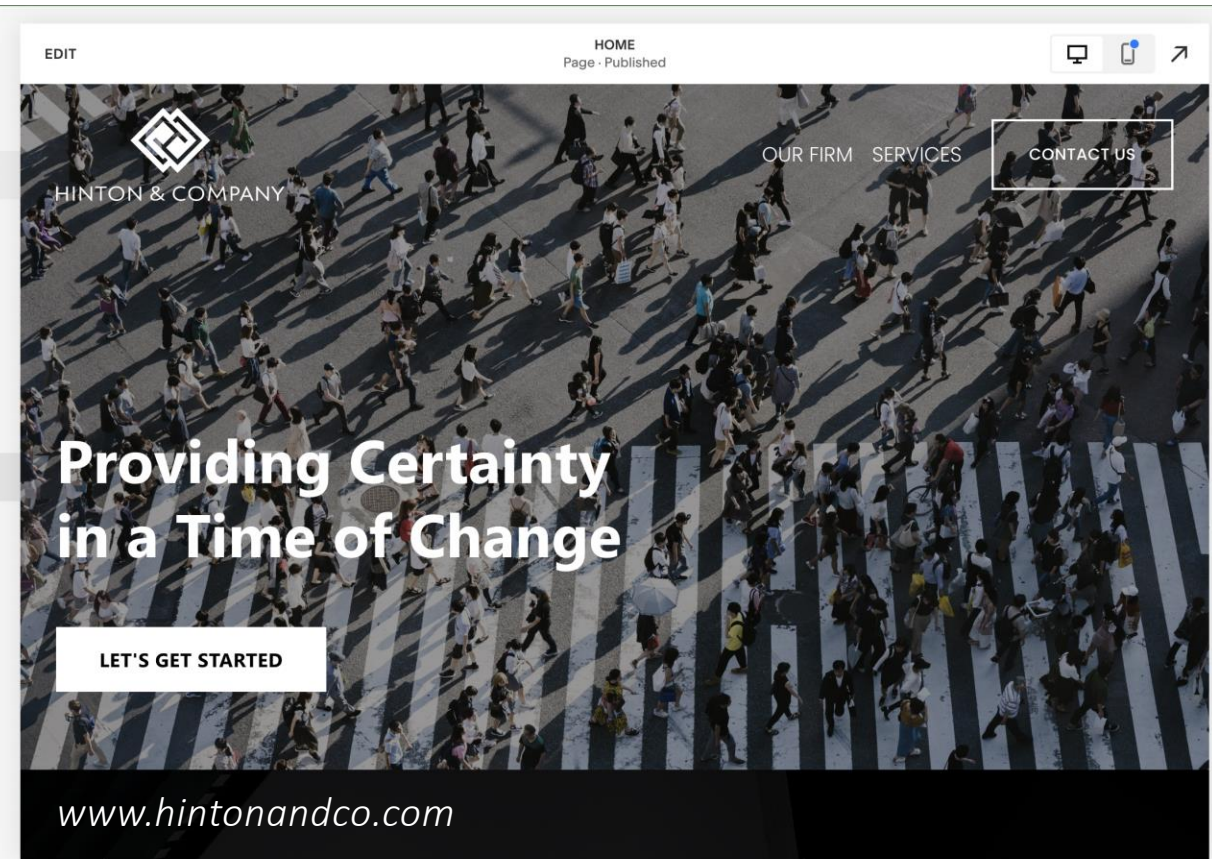 EDIT
HOME
Page · Published
HINTON & COMPANY
OUR FIRM SERVICES CONTACT US
Providing Certainty
in a Time of Change
LET'S GET STARTED
www.hintonandco.com